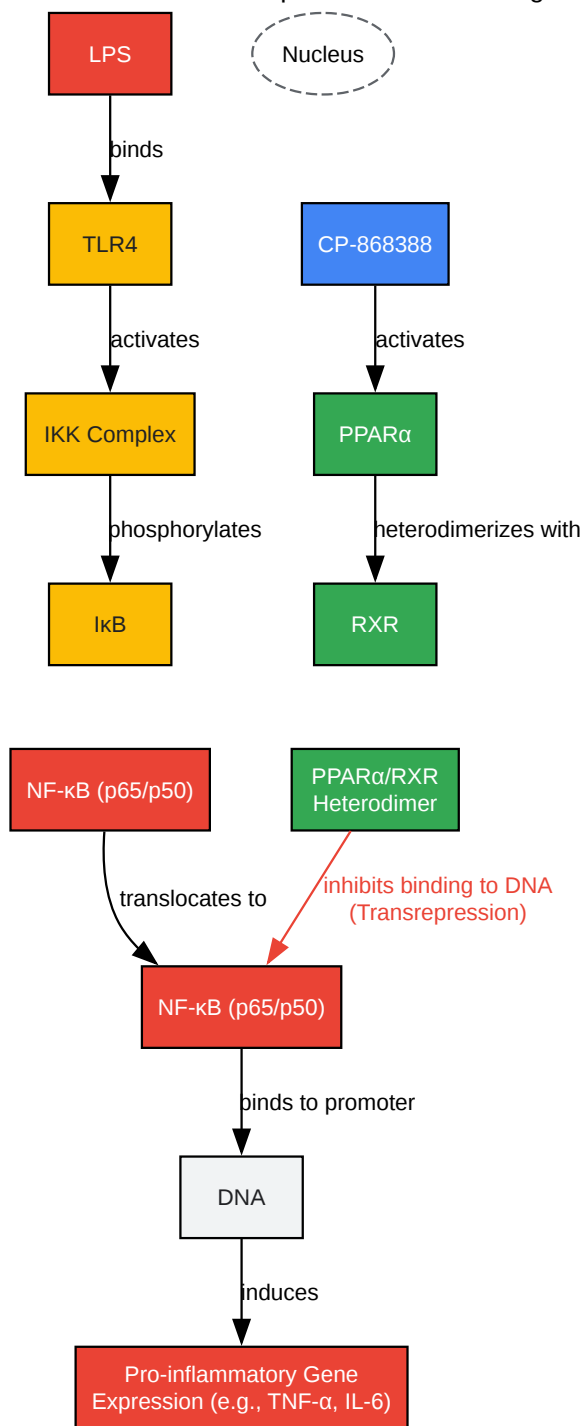 LPS
Nucleus
binds
TLR4
CP-868388
activates
activates
IKK Complex
PPARα
phosphorylates
heterodimerizes with
IκB
RXR
NF-κB (p65/p50)
PPARα/RXR
Heterodimer
translocates to
inhibits binding to DNA
(Transrepression)
NF-κB (p65/p50)
binds to promoter
DNA
induces
Pro-inflammatory Gene
Expression (e.g., TNF-α, IL-6)